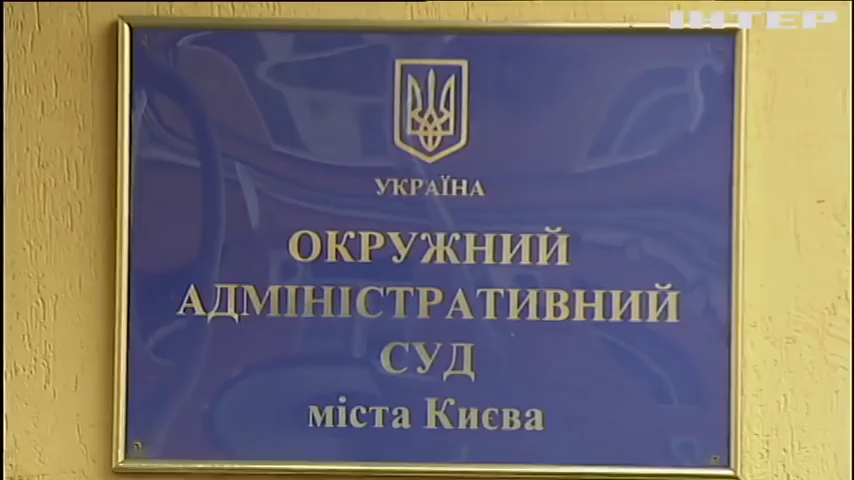 ІНТЕР
УКРАЇНА
ОКРУЖНИЙ
АДМІНІСТРАТИВНИЙ
СУД
міста Києва